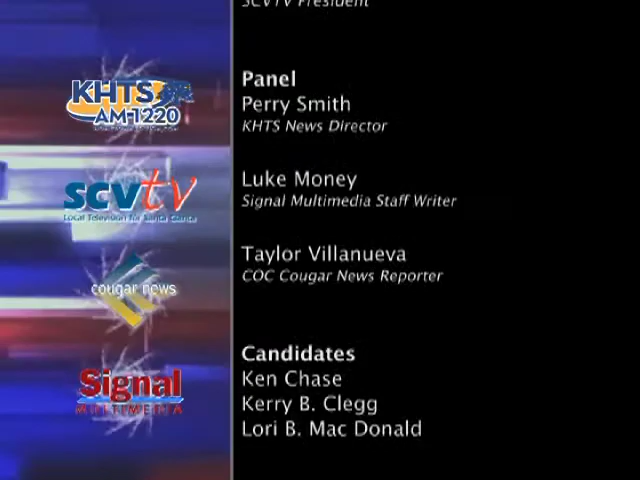 SCVTV President
KHTS
AM-1220
Panel
Perry Smith
KHTS News Director
scvtv
Local Television for Santa Clarita
Luke Money
Signal Multimedia Staff Writer
cougar news
Taylor Villanueva
COC Cougar News Reporter
Signal
MULTIMEDIA
Candidates
Ken Chase
Kerry B. Clegg
Lori B. Mac Donald